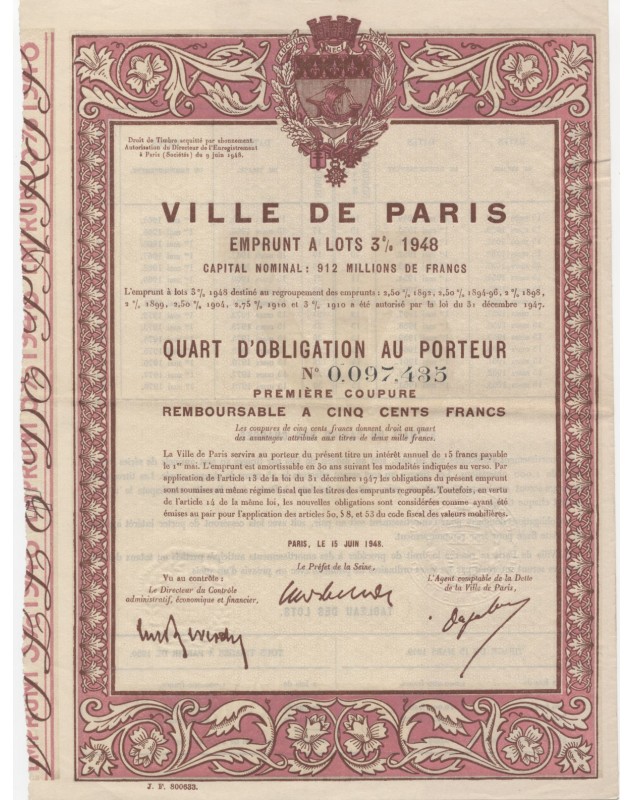 FLUCTUAT NEC MERGITUR
Droit de Timbre acquitté par abonnement.
Autorisation du Directeur de l'Enregistrement
à Paris (Sociétés) du 9 juin 1948.
VILLE DE PARIS
EMPRUNT A LOTS 3% 1948
CAPITAL NOMINAL: 912 MILLIONS DE FRANCS
L'emprunt à lots 3 % 1948 destiné au regroupement des emprunts : 2,50 % 1892, 2,50 % 1894-96, 2 % 1898,
2 % 1899, 2,50 % 1904, 2,75 % 1910 et 3 % 1910 a été autorisé par la loi du 31 décembre 1947.
QUART D'OBLIGATION AU PORTEUR
N° 0.097.485
PREMIÈRE COUPURE
REMBOURSABLE A CINQ CENTS FRANCS
Les coupures de cinq cents francs donnent droit au quart
des avantages attribués aux titres de deux mille francs.
La Ville de Paris servira au porteur du présent titre un intérêt annuel de 15 francs payable
le 1er mai. L'emprunt est amortissable en 30 ans suivant les modalités indiquées au verso. Par
application de l'article 13 de la loi du 31 décembre 1947 les obligations du présent emprunt
sont soumises au même régime fiscal que les titres des emprunts regroupés. Toutefois, en vertu
de l'article 14 de la même loi, les nouvelles obligations sont considérées comme ayant été
émises au pair pour l'application des articles 50, § 8, et 53 du code fiscal des valeurs mobilières.
PARIS, LE 15 JUIN 1948.
Le Préfet de la Seine,
Vu au contrôle :
Le Directeur du Contrôle
administratif, économique et financier,
L'Agent comptable de la Dette
de la Ville de Paris,
J. F. 800633.